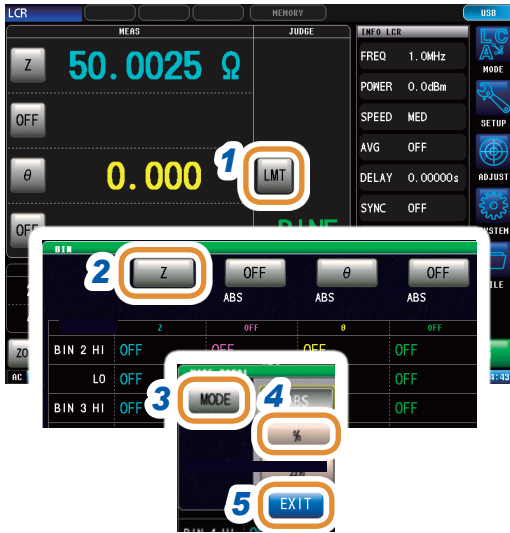 LCR MEMORY USB
MEAS JUDGE INFO LCR
Z 50.0025 Ω
FREQ 1.0MHz
MODE
POWER 0.0dBm
OFF
SPEED MED
SETUP
AVG OFF
1
θ 0.000 LMT
DELAY 0.00000s
ADJUST
SYNC OFF
OFF
BIN
2 Z OFF θ OFF
ABS ABS ABS
Z OFF θ OFF
BIN 2 HI OFF OFF OFF OFF
LO OFF OFF
BIN 3 HI OFF OFF
AC
3 MODE 4 ABS
%
5 EXIT